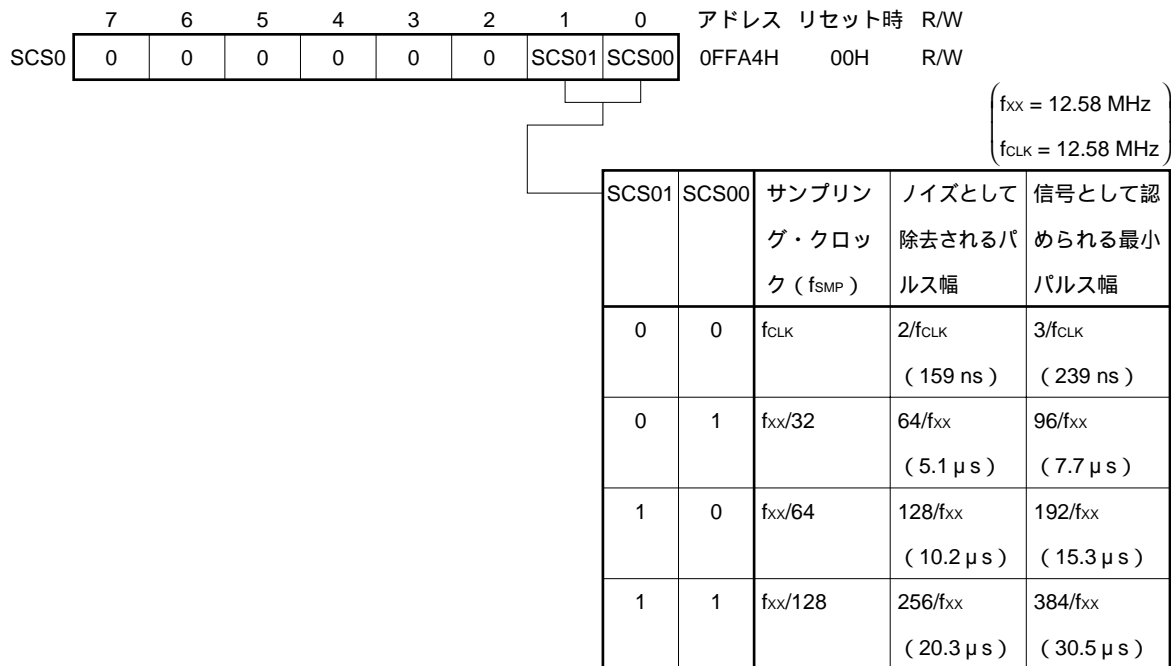 7 6 5 4 3 2 1 0 アドレス リセット時 R/W
SCS0 0 0 0 0 0 0 SCS01 SCS00 0FFA4H 00H R/W
fXX = 12.58 MHz
fCLK = 12.58 MHz
SCS01 SCS00 サンプリン ノイズとして 信号として認
グ・クロッ 除去されるパ められる最小
ク（fSMP） ルス幅 パルス幅
0 0 fCLK 2/fCLK 3/fCLK
（159 ns） （239 ns）
0 1 fXX/32 64/fXX 96/fXX
（5.1 μs） （7.7 μs）
1 0 fXX/64 128/fXX 192/fXX
（10.2 μs） （15.3 μs）
1 1 fXX/128 256/fXX 384/fXX
（20.3 μs） （30.5 μs）